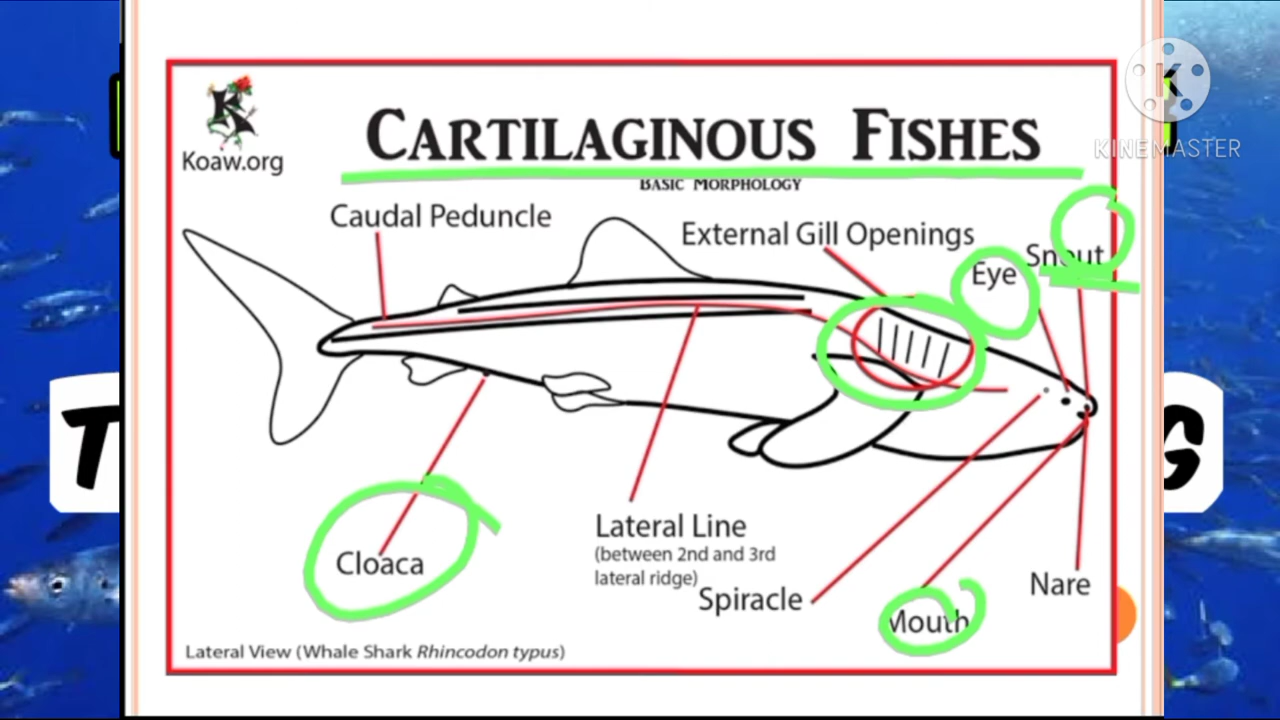 Koaw.org
CARTILAGINOUS FISHES
BASIC MORPHOLOGY
KINEMASTER
Caudal Peduncle
External Gill Openings
Eye
Snout
Cloaca
Lateral Line
(between 2nd and 3rd
lateral ridge)
Spiracle
Mouth
Nare
Lateral View (Whale Shark Rhincodon typus)
T
G